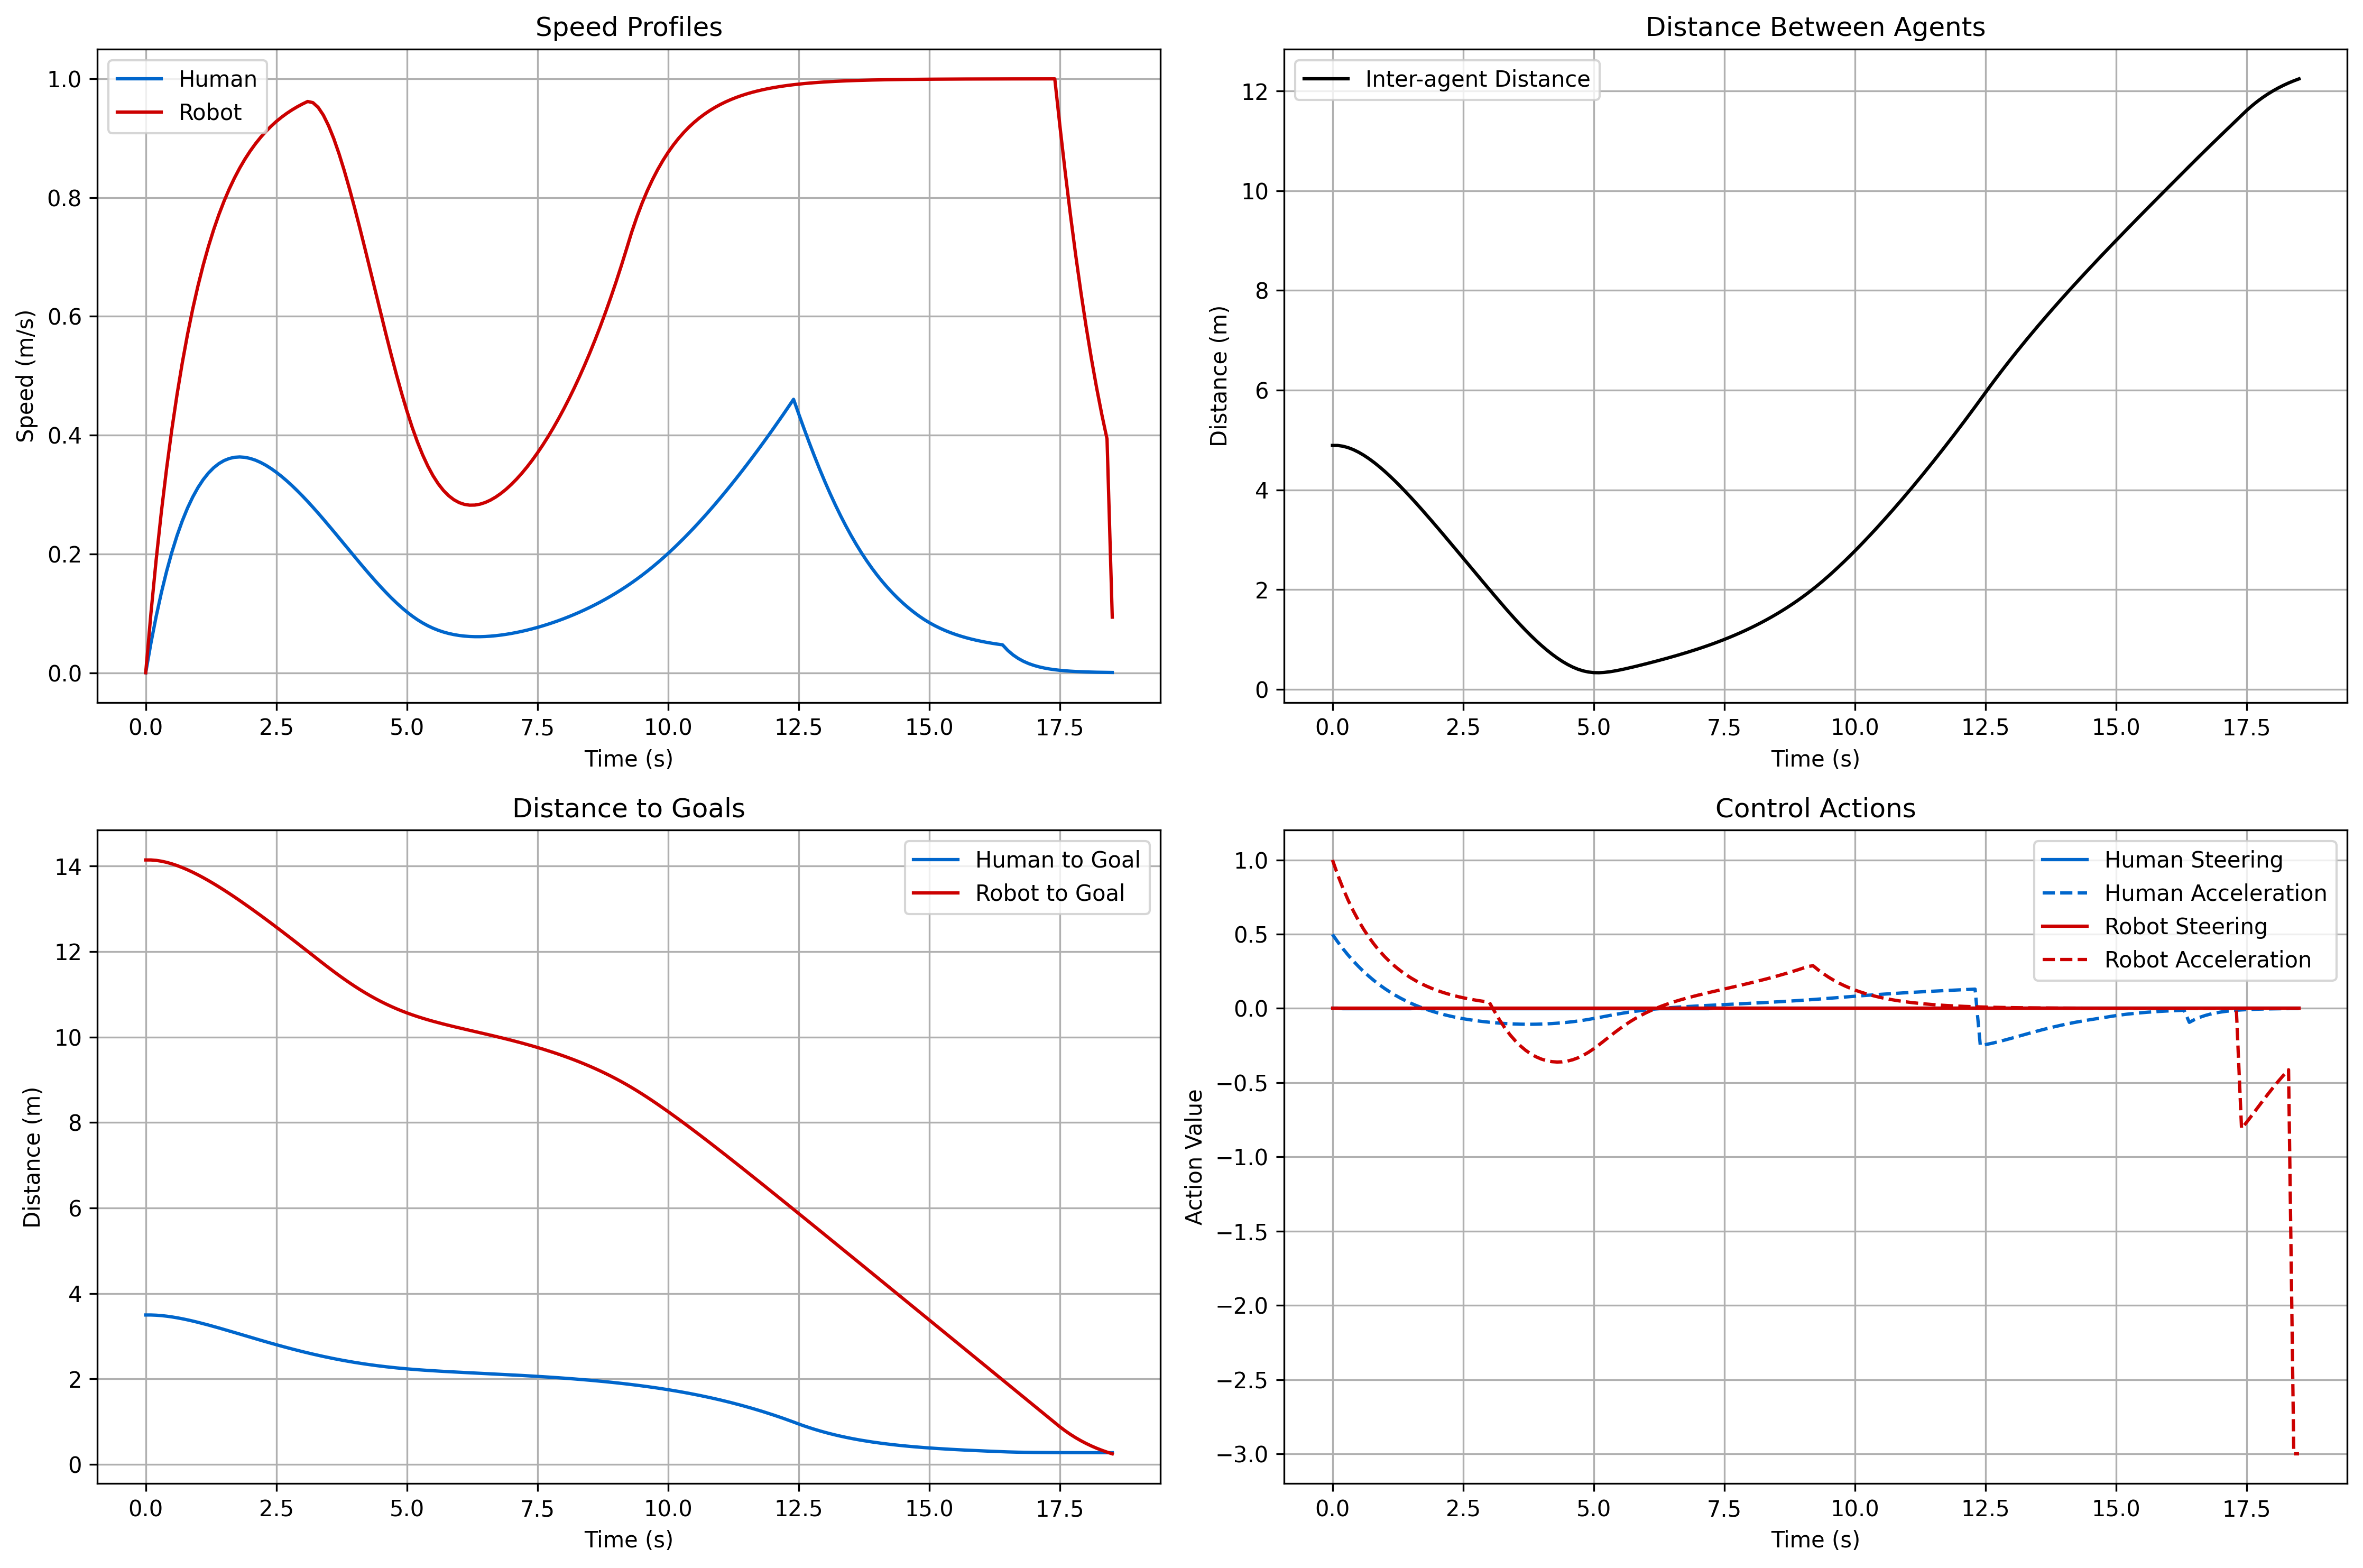 Speed Profiles
Human
Robot
1.0
0.8
0.6
0.4
0.2
0.0
Speed (m/s)
0.0 2.5 5.0 7.5 10.0 12.5 15.0 17.5
Time (s)
Distance Between Agents
Inter-agent Distance
12
10
8
6
4
2
0
Distance (m)
0.0 2.5 5.0 7.5 10.0 12.5 15.0 17.5
Time (s)
Distance to Goals
Human to Goal
Robot to Goal
14
12
10
8
6
4
2
0
Distance (m)
0.0 2.5 5.0 7.5 10.0 12.5 15.0 17.5
Time (s)
Control Actions
Human Steering
Human Acceleration
Robot Steering
Robot Acceleration
1.0
0.5
0.0
−0.5
−1.0
−1.5
−2.0
−2.5
−3.0
Action Value
0.0 2.5 5.0 7.5 10.0 12.5 15.0 17.5
Time (s)